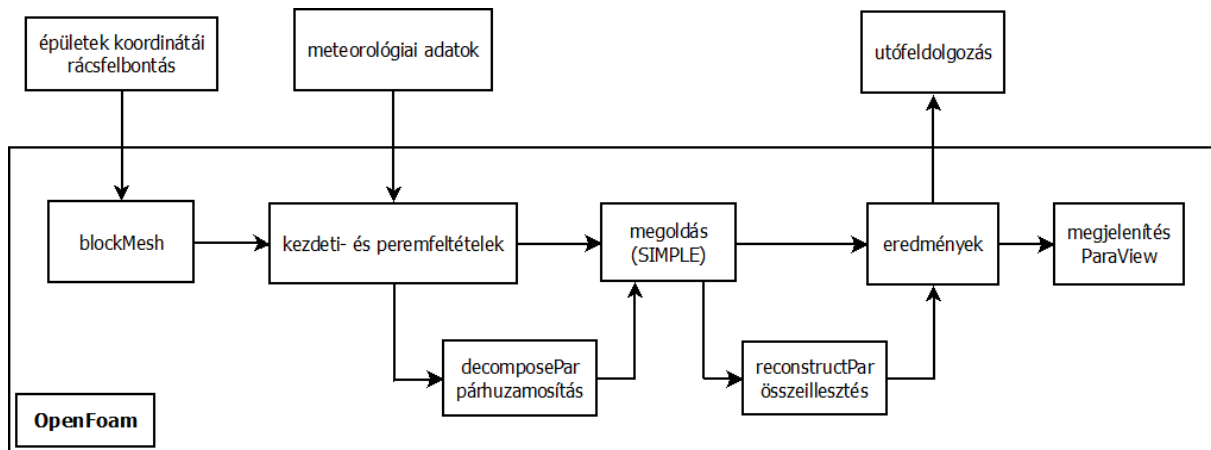 épületek koordinátái
rácsfelbontás
meteorológiai adatok
utófeldolgozás
blockMesh
kezdeti- és peremfeltételek
megoldás
(SIMPLE)
eredmények
megjelenítés
ParaView
decomposePar
párhuzamosítás
reconstructPar
összeillesztés
OpenFoam